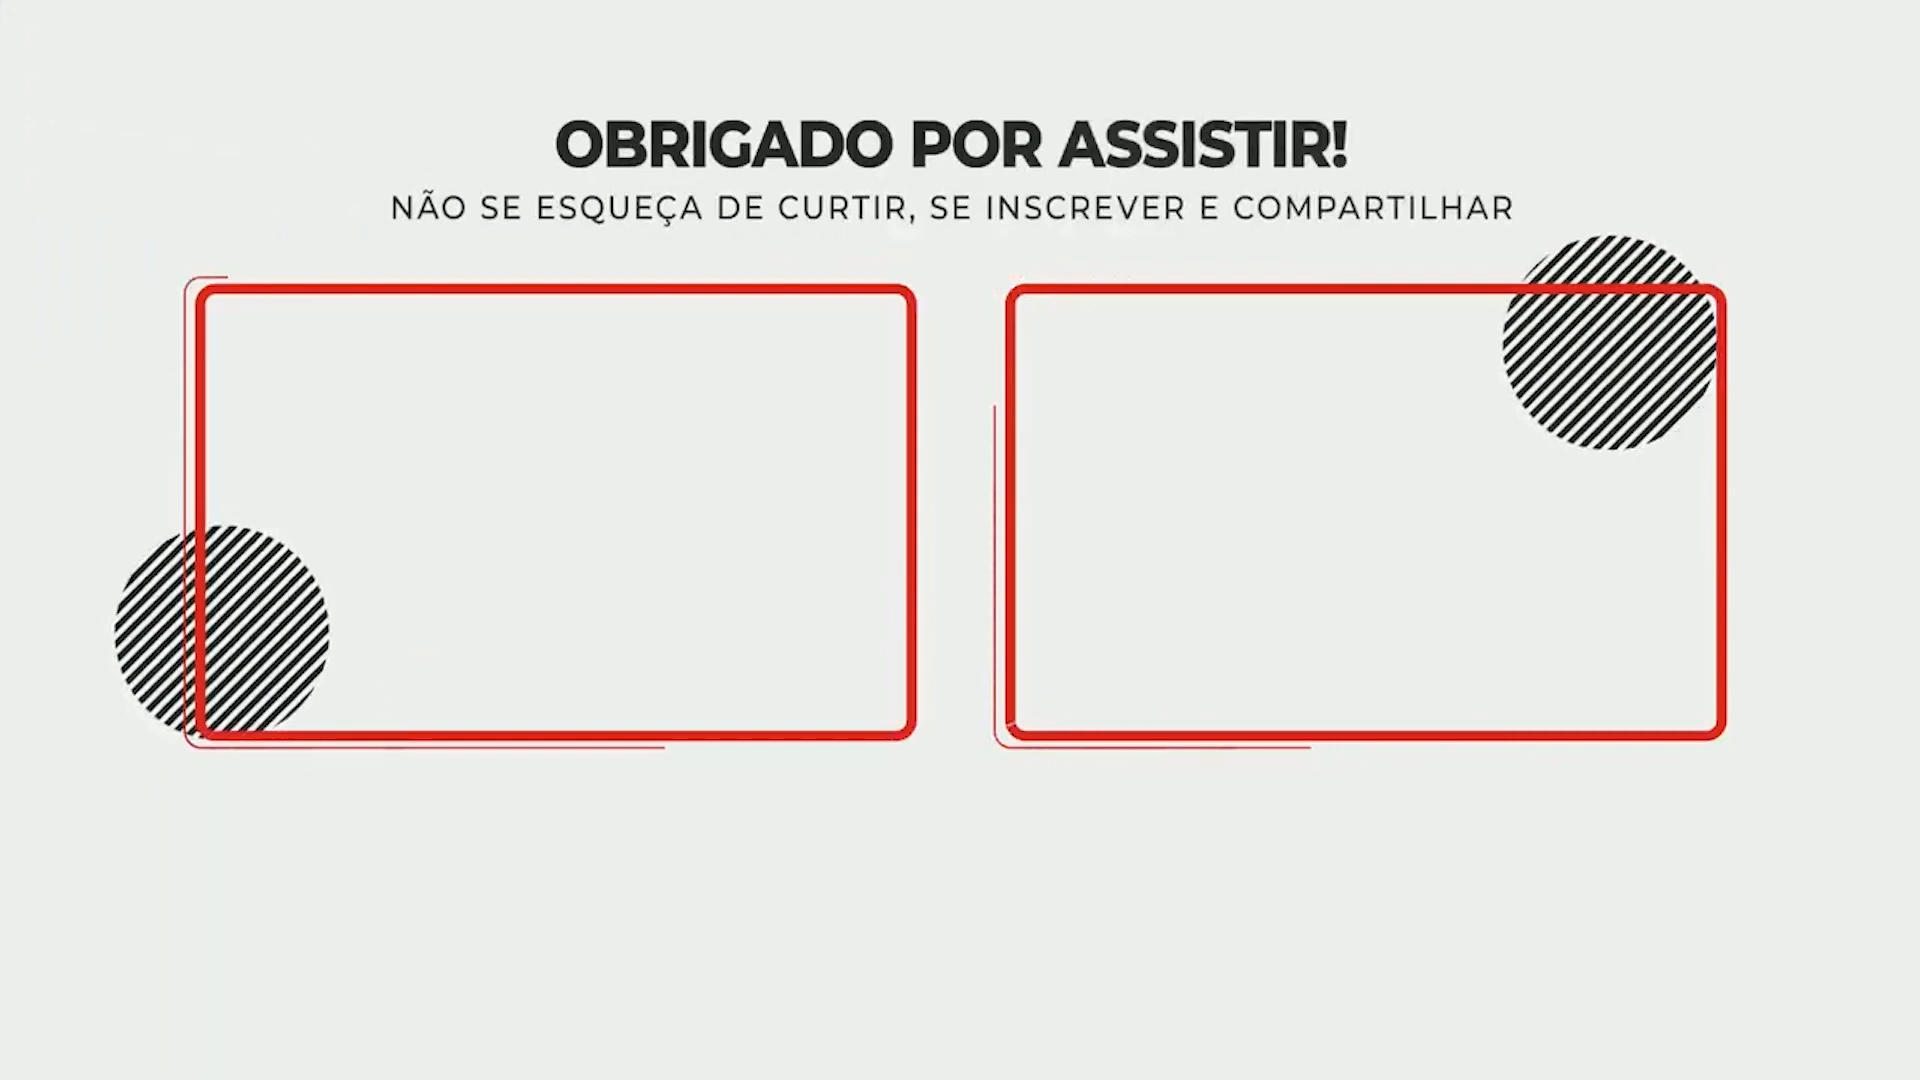 OBRIGADO POR ASSISTIR!
NÃO SE ESQUEÇA DE CURTIR, SE INSCREVER E COMPARTILHAR